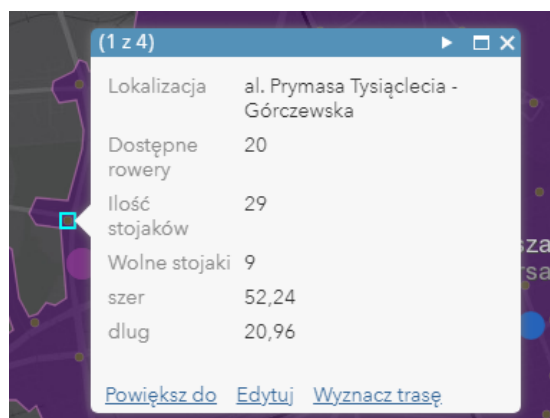 (1 z 4)
Lokalizacja al. Prymasa Tysiąclecia -
Górczewska
Dostępne 20
rowery
Ilość 29
stojaków
Wolne stojaki 9
szer 52,24
dlug 20,96
Powiększ do Edytuj Wyznacz trasę